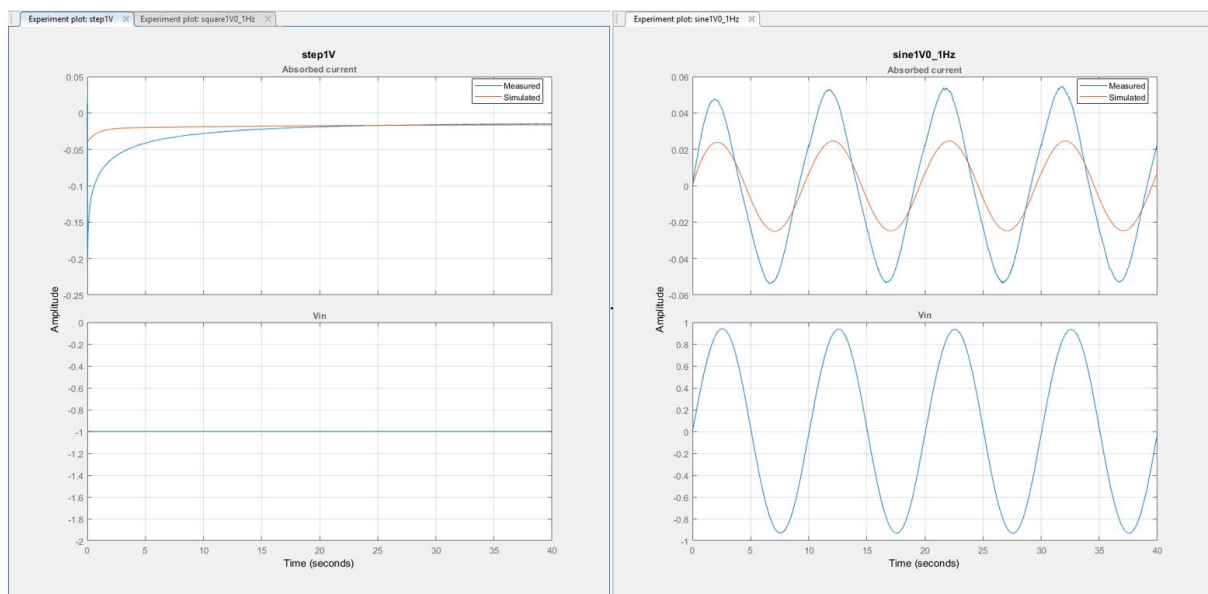 Experiment plot: step1V
Experiment plot: square1V0_1Hz
step1V
Absorbed current
Measured
Simulated
0.05
0
-0.05
-0.1
-0.15
-0.2
-0.25
Amplitude
Vin
0
-0.2
-0.4
-0.6
-0.8
-1
-1.2
-1.4
-1.6
-1.8
-2
0 5 10 15 20 25 30 35 40
Time (seconds)
Experiment plot: sine1V0_1Hz
sine1V0_1Hz
Absorbed current
Measured
Simulated
0.06
0.04
0.02
0
-0.02
-0.04
-0.06
Amplitude
Vin
1
0.8
0.6
0.4
0.2
0
-0.2
-0.4
-0.6
-0.8
-1
0 5 10 15 20 25 30 35 40
Time (seconds)